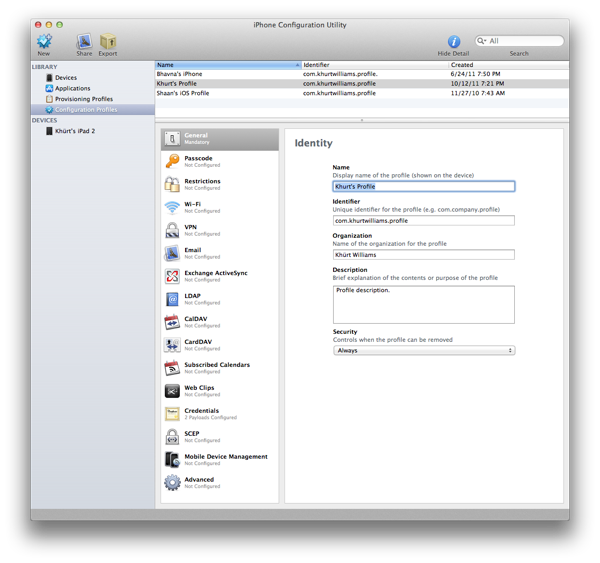 iPhone Configuration Utility
New Share Export Hide Detail All Search
LIBRARY
Devices
Applications
Provisioning Profiles
Configuration Profiles
DEVICES
Khürt's iPad 2
Name Identifier Created
Bhavna's iPhone com.khurtwilliams.profile. 6/24/11 7:50 PM
Khurt's Profile com.khurtwilliams.profile 10/12/11 7:21 PM
Shaan's iOS Profile com.khurtwilliams.profile 11/27/10 7:43 AM
General
Mandatory
Passcode
Not Configured
Restrictions
Not Configured
Wi-Fi
Not Configured
VPN
Not Configured
Email
Not Configured
Exchange ActiveSync
Not Configured
LDAP
Not Configured
CalDAV
Not Configured
CardDAV
Not Configured
Subscribed Calendars
Not Configured
Web Clips
Not Configured
Credentials
2 Payloads Configured
SCEP
Not Configured
Mobile Device Management
Not Configured
Advanced
Not Configured
Identity
Name
Display name of the profile (shown on the device)
Khurt's Profile
Identifier
Unique identifier for the profile (e.g. com.company.profile)
com.khurtwilliams.profile
Organization
Name of the organization for the profile
Khürt Williams
Description
Brief explanation of the contents or purpose of the profile
Profile description.
Security
Controls when the profile can be removed
Always